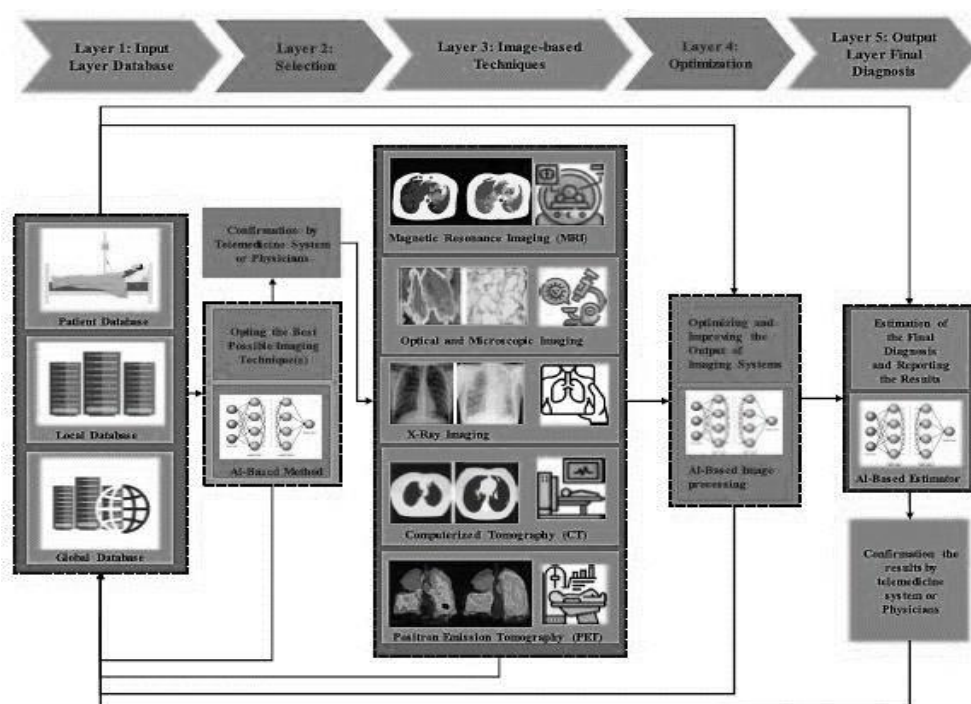 Layer 1: Input
Layer Database
Layer 2:
Selection
Layer 3: Image-based
Techniques
Layer 4:
Optimization
Layer 5: Output
Layer Final
Diagnosis
Patient Database
Local Database
Global Database
Confirmation by
Telemedicine System
or Physicians
Opting the Best
Possible Imaging
Technique(s)
AI-Based Method
Magnetic Resonance Imaging (MRI)
Optical and Microscopic Imaging
X-Ray Imaging
Computerized Tomography (CT)
Positron Emission Tomography (PET)
Optimizing and
Improving the
Output of
Imaging Systems
AI-Based Image
processing
Estimation of
the Final
Diagnosis
and Reporting
the Results
AI-Based Estimator
Confirmation the
results by
telemedicine
system or
Physicians